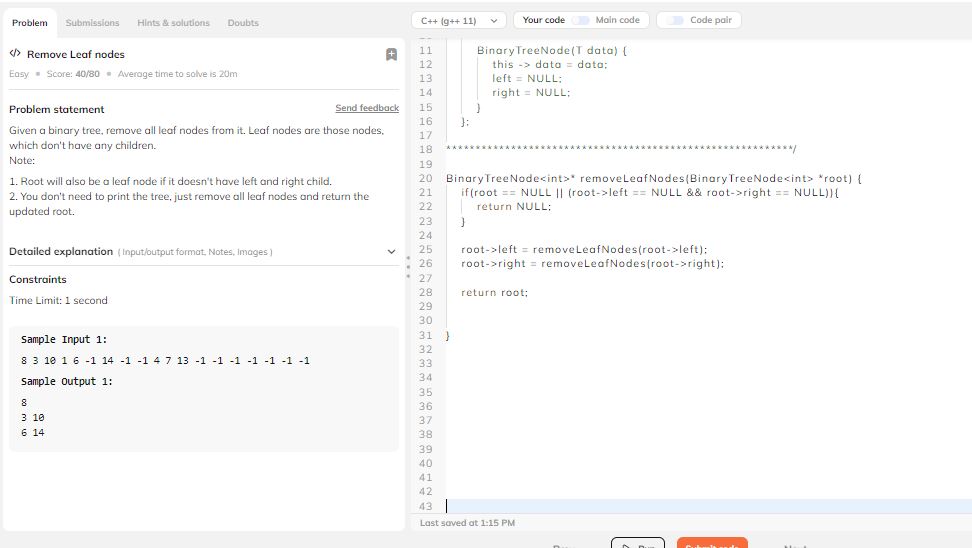 Problem
Submissions
Hints & solutions
Doubts
</> Remove Leaf nodes
Easy • Score: 40/80 • Average time to solve is 20m
Problem statement
Send feedback
Given a binary tree, remove all leaf nodes from it. Leaf nodes are those nodes,
which don't have any children.
Note:
1. Root will also be a leaf node if it doesn't have left and right child.
2. You don't need to print the tree, just remove all leaf nodes and return the
updated root.
Detailed explanation ( Input/output format, Notes, Images )
Constraints
Time Limit: 1 second
Sample Input 1:
8 3 10 1 6 -1 14 -1 -1 4 7 13 -1 -1 -1 -1 -1 -1 -1
Sample Output 1:
8
3 10
6 14
C++ (g++ 11)
Your code
Main code
Code pair
11 BinaryTreeNode(T data) {
12 this -> data = data;
13 left = NULL;
14 right = NULL;
15 }
16 };
17
18 ***********************************************************/
19
20 BinaryTreeNode<int>* removeLeafNodes(BinaryTreeNode<int> *root) {
21 if(root == NULL || (root->left == NULL && root->right == NULL)){
22 return NULL;
23 }
24
25 root->left = removeLeafNodes(root->left);
26 root->right = removeLeafNodes(root->right);
27
28 return root;
29
30
31 }
32
33
34
35
36
37
38
39
40
41
42
43
Last saved at 1:15 PM